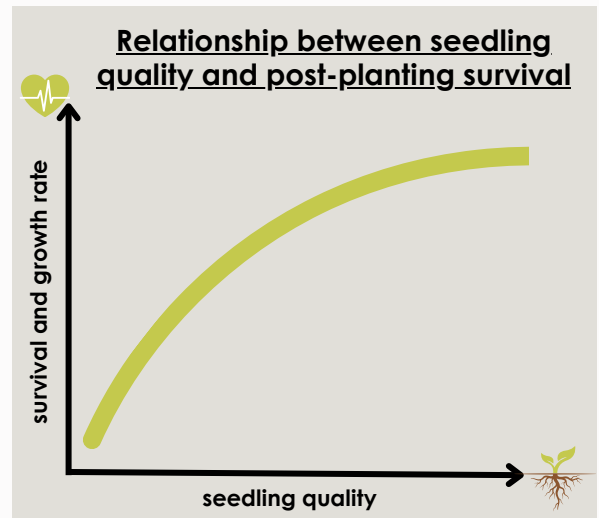 Relationship between seedling
quality and post-planting survival
survival and growth rate
seedling quality